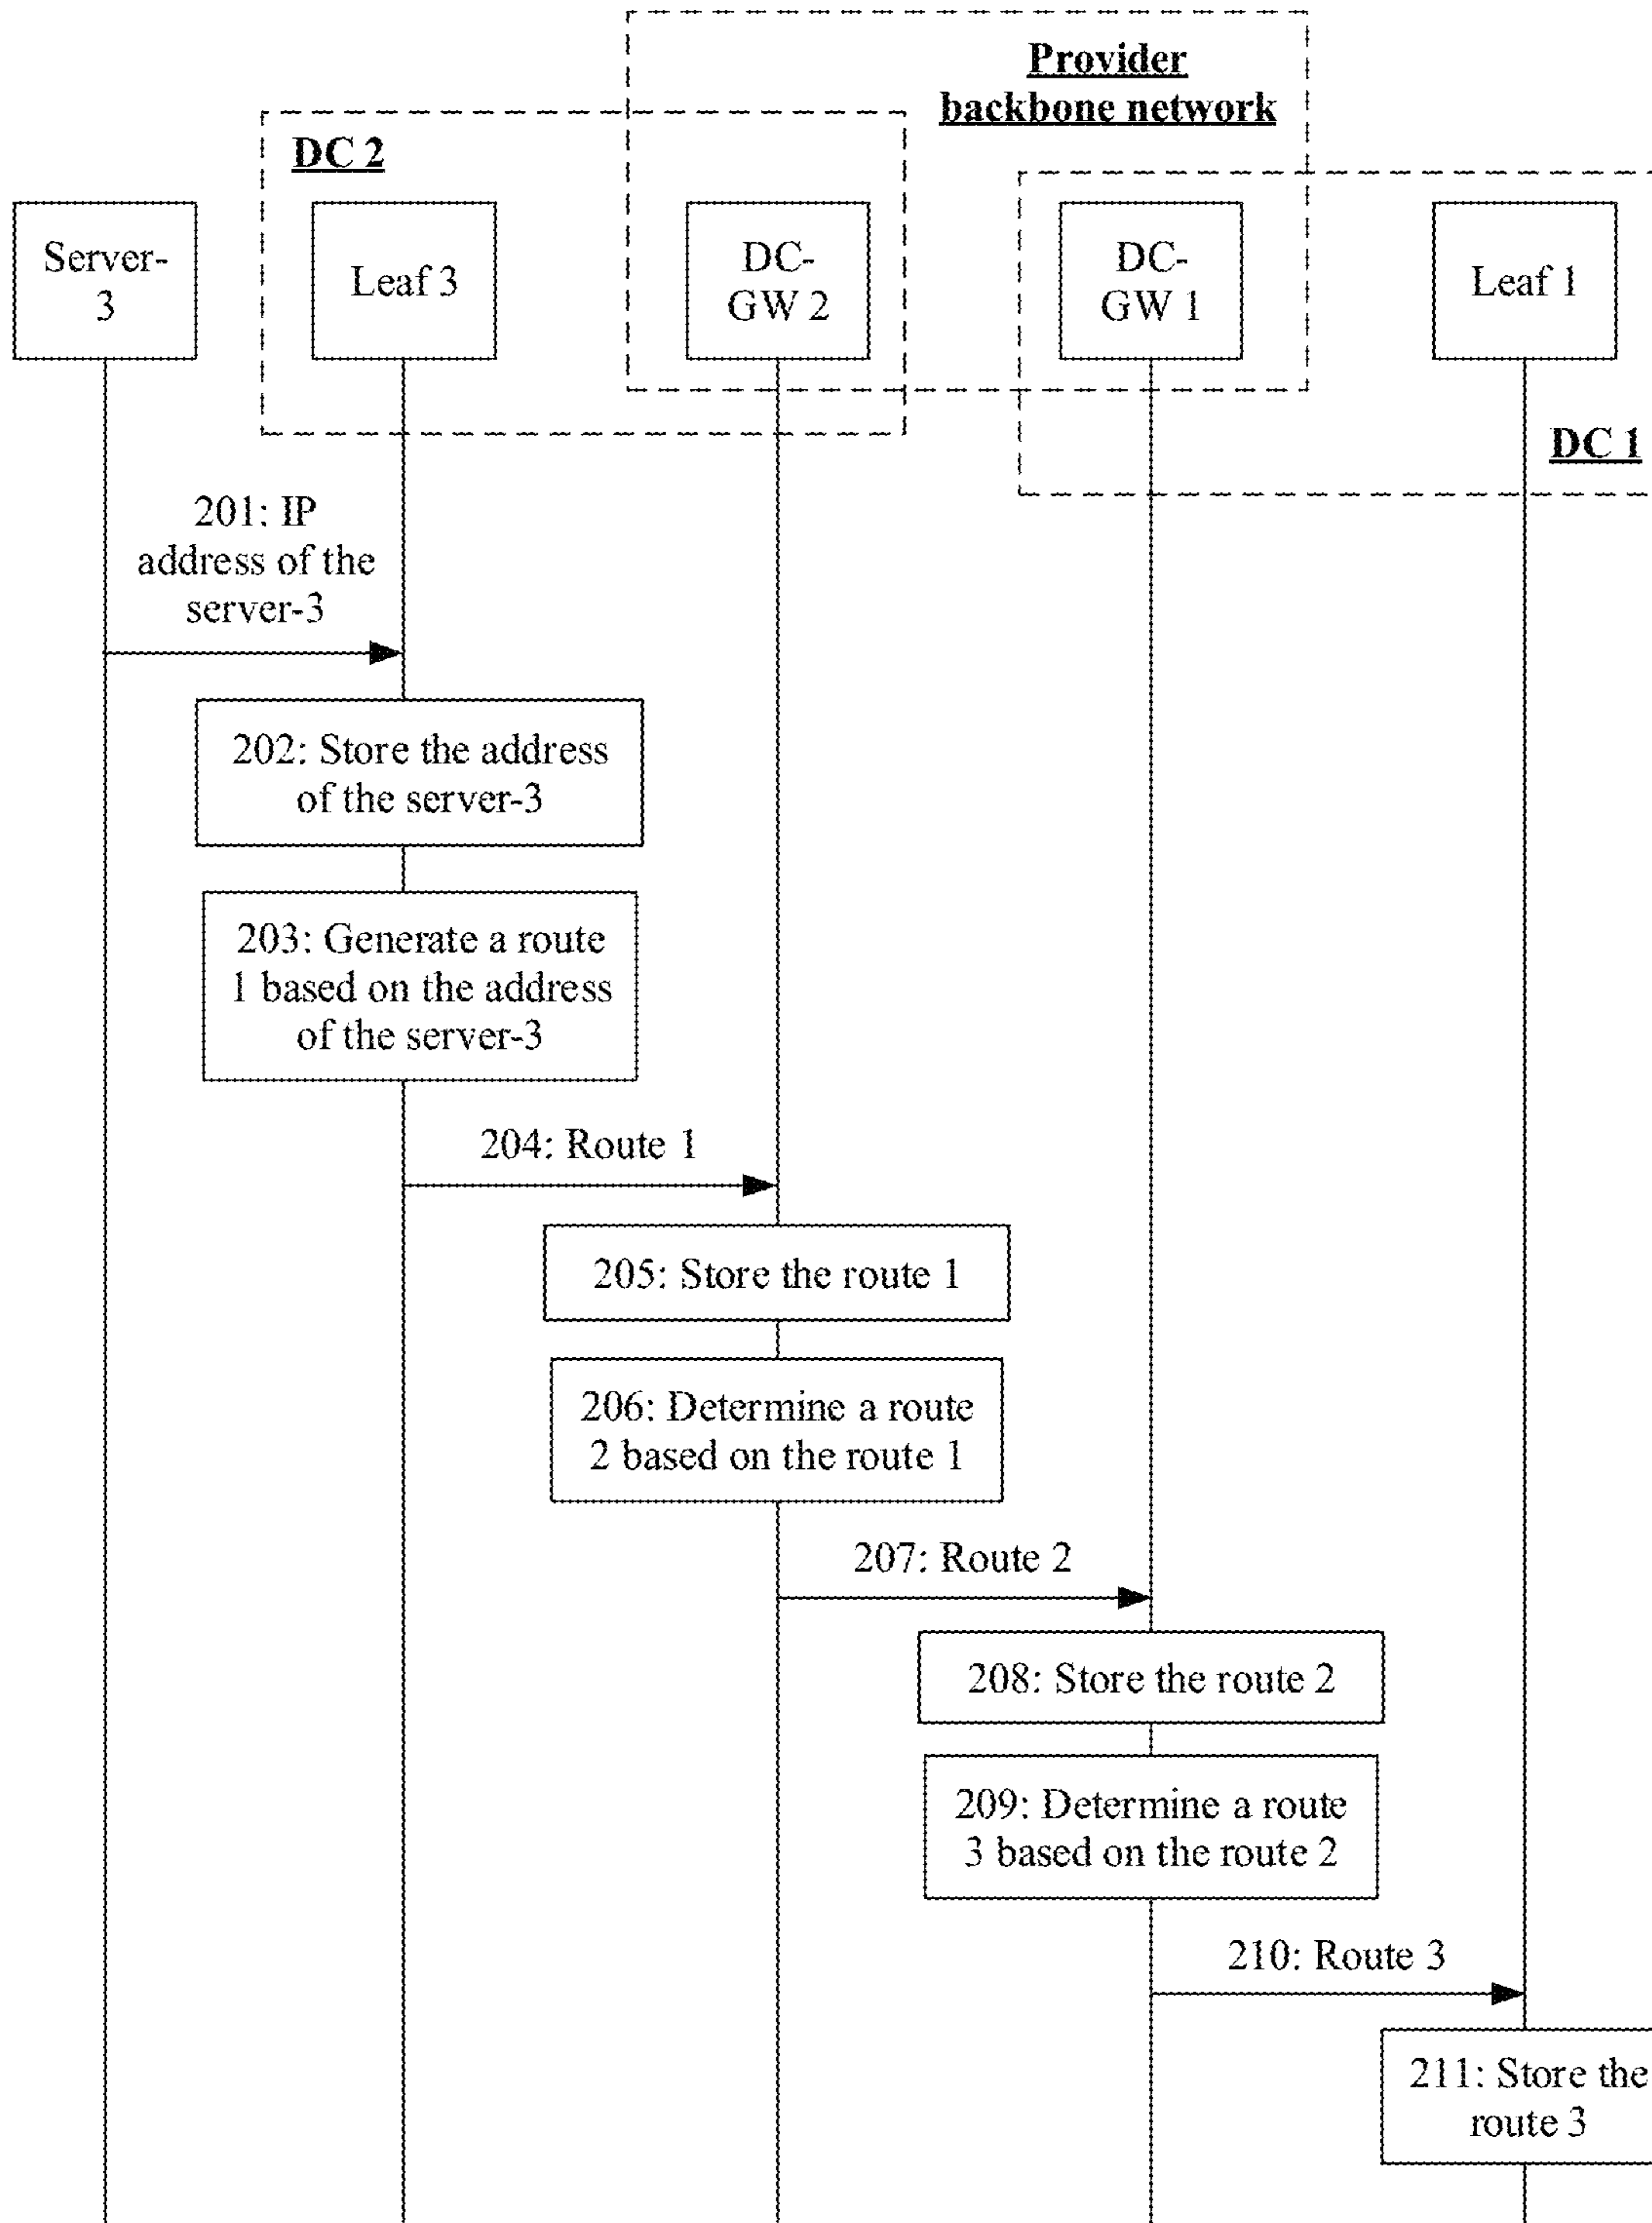 Provider
backbone network
DC 2
Server-
3
Leaf 3
DC-
GW 2
DC-
GW 1
Leaf 1
DC 1
201: IP
address of the
server-3
202: Store the address
of the server-3
203: Generate a route
1 based on the address
of the server-3
204: Route 1
205: Store the route 1
206: Determine a route
2 based on the route 1
207: Route 2
208: Store the route 2
209: Determine a route
3 based on the route 2
210: Route 3
211: Store the
route 3